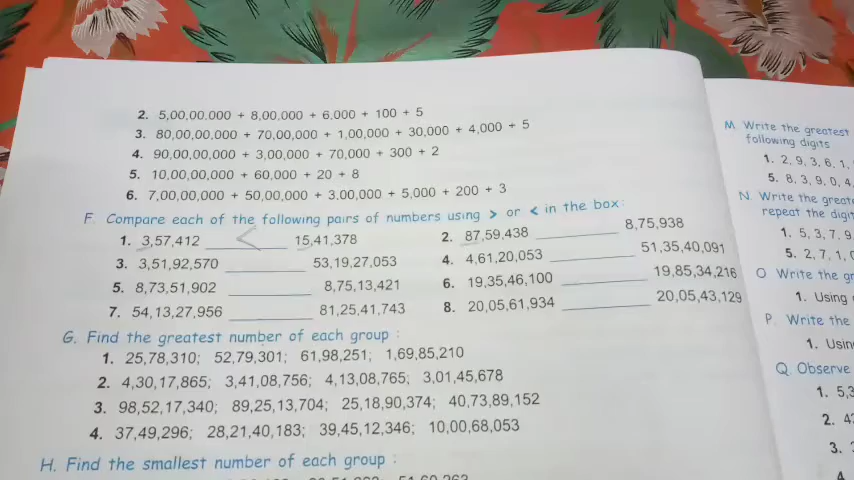 2. 5,00,00,000 + 8,00,000 + 6,000 + 100 + 5
3. 80,00,00,000 + 70,00,000 + 1,00,000 + 30,000 + 4,000 + 5
4. 90,00,00,000 + 3,00,000 + 70,000 + 300 + 2
5. 10,00,00,000 + 60,000 + 20 + 8
6. 7,00,00,000 + 50,00,000 + 3,00,000 + 5,000 + 200 + 3
F. Compare each of the following pairs of numbers using > or < in the box:
1. 3,57,412 < 15,41,378 2. 87,59,438 ________ 8,75,938
3. 3,51,92,570 ________ 53,19,27,053 4. 4,61,20,053 ________ 51,35,40,091
5. 8,73,51,902 ________ 8,75,13,421 6. 19,35,46,100 ________ 19,85,34,216
7. 54,13,27,956 ________ 81,25,41,743 8. 20,05,61,934 ________ 20,05,43,129
G. Find the greatest number of each group :
1. 25,78,310; 52,79,301; 61,98,251; 1,69,85,210
2. 4,30,17,865; 3,41,08,756; 4,13,08,765; 3,01,45,678
3. 98,52,17,340; 89,25,13,704; 25,18,90,374; 40,73,89,152
4. 37,49,296; 28,21,40,183; 39,45,12,346; 10,00,68,053
H. Find the smallest number of each group :
M. Write the greatest
following digits
1. 2, 9, 3, 6, 1,
5. 8, 3, 9, 0, 4,
N. Write the
repeat the
1. 5, 3, 7, 9
5. 2, 7, 1,
O Write the
1. Using
P. Write the
1.
Q. Observe
1. 5,3
2.
3.
4